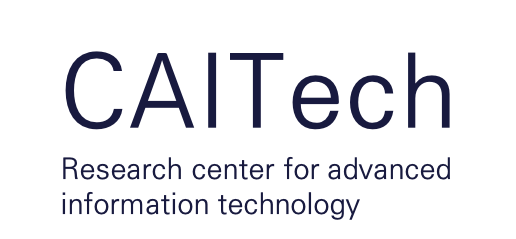 CAITech
Research center for advanced
information technology